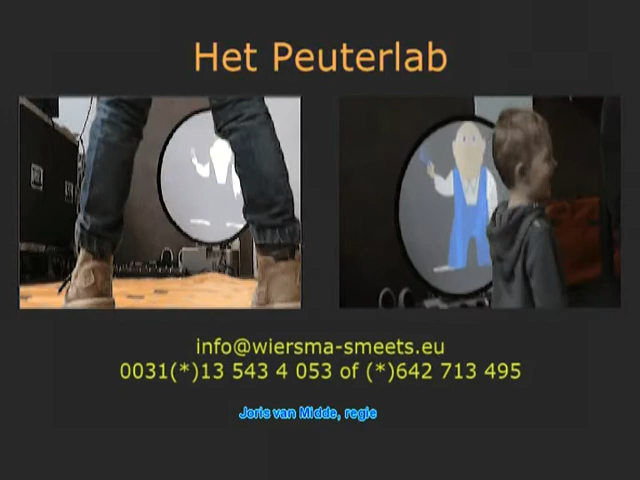 Het Peuterlab
info@wiersma-smeets.eu
0031(*)13 543 4 053 of (*)642 713 495
Joris van Midde, regie